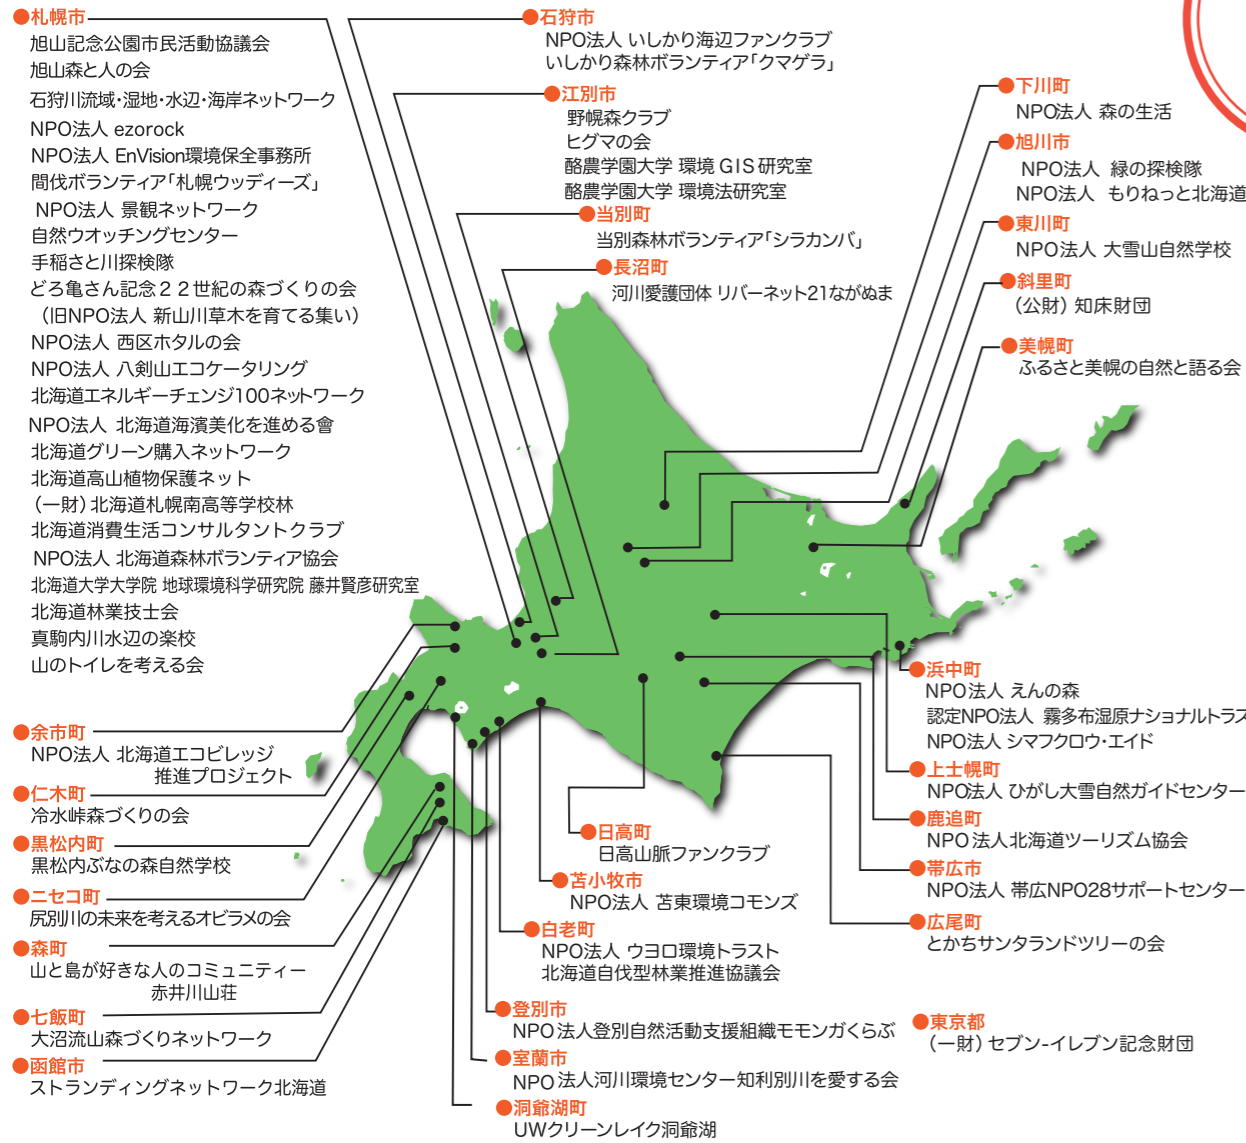 ●札幌市
旭山記念公園市民活動協議会
旭山森と人の会
石狩川流域・湿地・水辺・海岸ネットワーク
NPO法人 ezorock
NPO法人 EnVision環境保全事務所
間伐ボランティア「札幌ウッディーズ」
NPO法人 景観ネットワーク
自然ウオッチングセンター
手稲さと川探検隊
どろ亀さん記念２２世紀の森づくりの会
（旧NPO法人 新山川草木を育てる集い）
NPO法人 西区ホタルの会
NPO法人 八剣山エコケータリング
北海道エネルギーチェンジ100ネットワーク
NPO法人 北海道海濱美化を進める會
北海道グリーン購入ネットワーク
北海道高山植物保護ネット
（一財）北海道札幌南高等学校林
北海道消費生活コンサルタントクラブ
NPO法人 北海道森林ボランティア協会
北海道大学大学院 地球環境科学研究院 藤井賢彦研究室
北海道林業技士会
真駒内川水辺の楽校
山のトイレを考える会
●余市町
NPO法人 北海道エコビレッジ
推進プロジェクト
●仁木町
冷水峠森づくりの会
●黒松内町
黒松内ぶなの森自然学校
●ニセコ町
尻別川の未来を考えるオビラメの会
●森町
山と島が好きな人のコミュニティー
赤井川山荘
●七飯町
大沼流山森づくりネットワーク
●函館市
ストランディングネットワーク北海道
●石狩市
NPO法人 いしかり海辺ファンクラブ
いしかり森林ボランティア「クマゲラ」
●江別市
野幌森クラブ
ヒグマの会
酪農学園大学 環境 GIS 研究室
酪農学園大学 環境法研究室
●当別町
当別森林ボランティア「シラカンバ」
●長沼町
河川愛護団体 リバーネット21ながぬま
●日高町
日高山脈ファンクラブ
●苫小牧市
NPO法人 苫東環境コモンズ
●白老町
NPO法人 ウヨロ環境トラスト
北海道自伐型林業推進協議会
●登別市
NPO 法人登別自然活動支援組織モモンガくらぶ
●室蘭市
NPO 法人河川環境センター知利別川を愛する会
●洞爺湖町
UWクリーンレイク洞爺湖
●下川町
NPO法人 森の生活
●旭川市
NPO法人 緑の探検隊
NPO法人 もりねっと北海道
●東川町
NPO法人 大雪山自然学校
●斜里町
（公財）知床財団
●美幌町
ふるさと美幌の自然と語る会
●浜中町
NPO法人 えんの森
認定NPO法人 霧多布湿原ナショナルトラス
NPO法人 シマフクロウ・エイド
●上士幌町
NPO法人 ひがし大雪自然ガイドセンター
●鹿追町
NPO 法人北海道ツーリズム協会
●帯広市
NPO法人 帯広NPO28サポートセンター
●広尾町
とかちサンタランドツリーの会
●東京都
（一財）セブン-イレブン記念財団